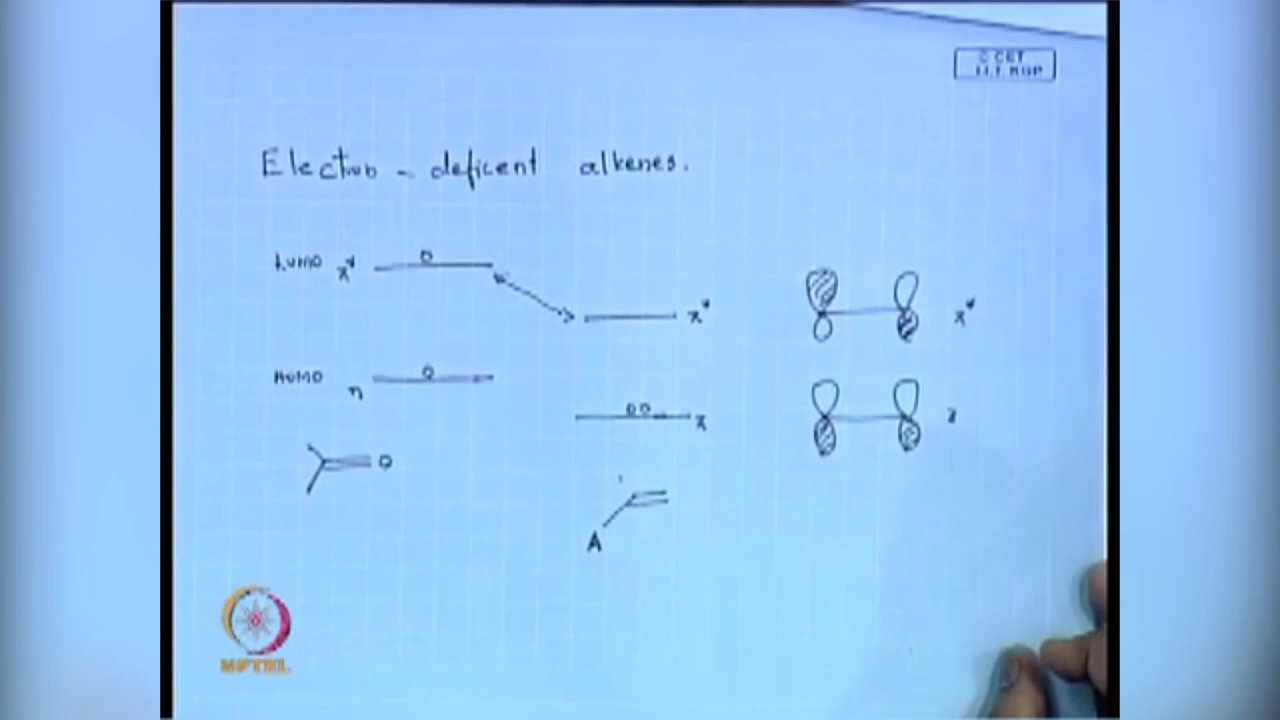 © CET
I.I.T. KGP
Electron - deficent alkenes.
LUMO π*
π*
π*
HOMO n
π
π
O
A
NPTEL